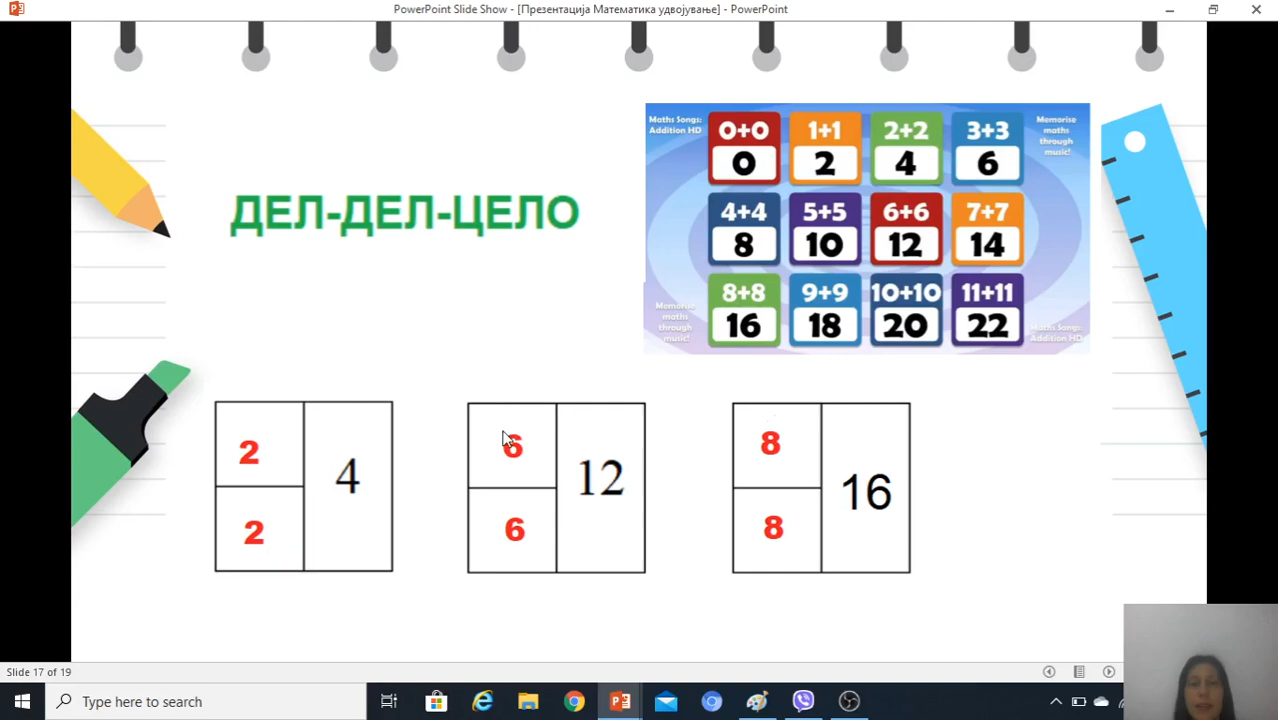 PowerPoint Slide Show - [Презентација Математика удвојување] - PowerPoint
ДЕЛ-ДЕЛ-ЦЕЛО
Maths Songs:
Addition HD
0+0 1+1 2+2 3+3
0 2 4 6
Memorise
maths
through
music!
4+4 5+5 6+6 7+7
8 10 12 14
8+8 9+9 10+10 11+11
16 18 20 22
Memorise
maths
through
music!
Maths Songs:
Addition HD
2
2
4
6
6
12
8
8
16
Slide 17 of 19
Type here to search